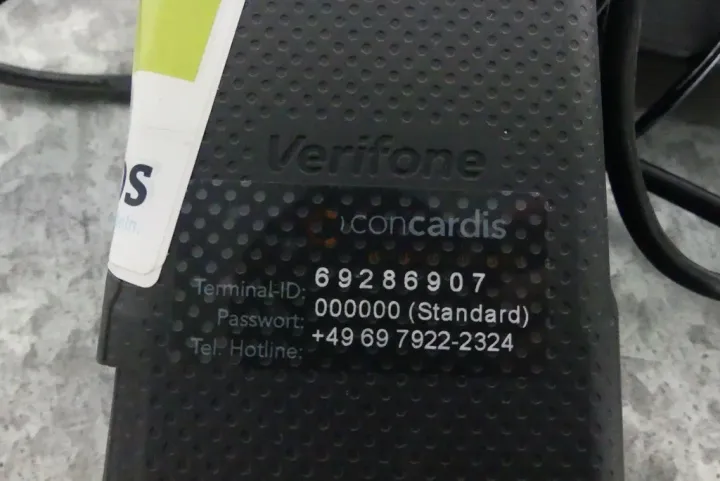 Verifone
concardis
Terminal-ID: 69286907
Passwort: 000000 (Standard)
Tel. Hotline: +49 69 7922-2324